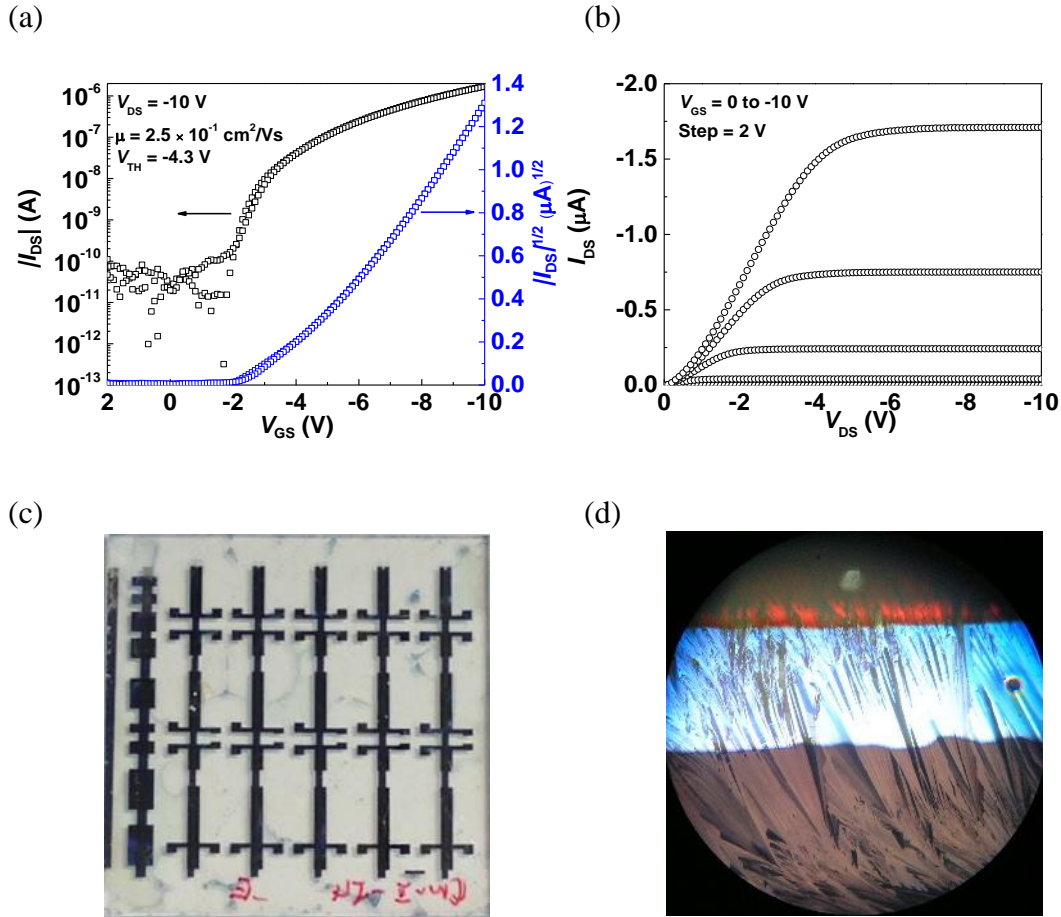 (a)
(b)
V_DS = -10 V
μ = 2.5 × 10^-1 cm^2/Vs
V_TH = -4.3 V
|I_DS| (A)
10^-6
10^-7
10^-8
10^-9
10^-10
10^-11
10^-12
10^-13
2 0 -2 -4 -6 -8 -10
V_GS (V)
1.4
1.2
1.0
0.8
0.6
0.4
0.2
0.0
|I_DS|^1/2 (μA)^1/2
V_GS = 0 to -10 V
Step = 2 V
I_DS (μA)
-2.0
-1.5
-1.0
-0.5
0.0
0 -2 -4 -6 -8 -10
V_DS (V)
(c)
(d)